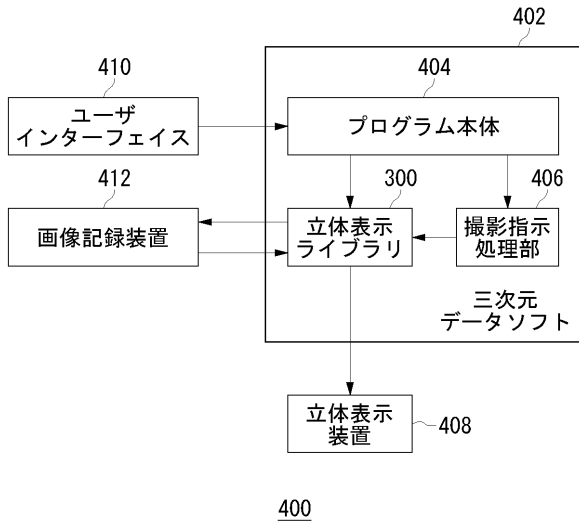 402
410
404
ユーザ
インターフェイス
プログラム本体
412
300
406
画像記録装置
立体表示
ライブラリ
撮影指示
処理部
三次元
データソフト
立体表示
装置
408
400